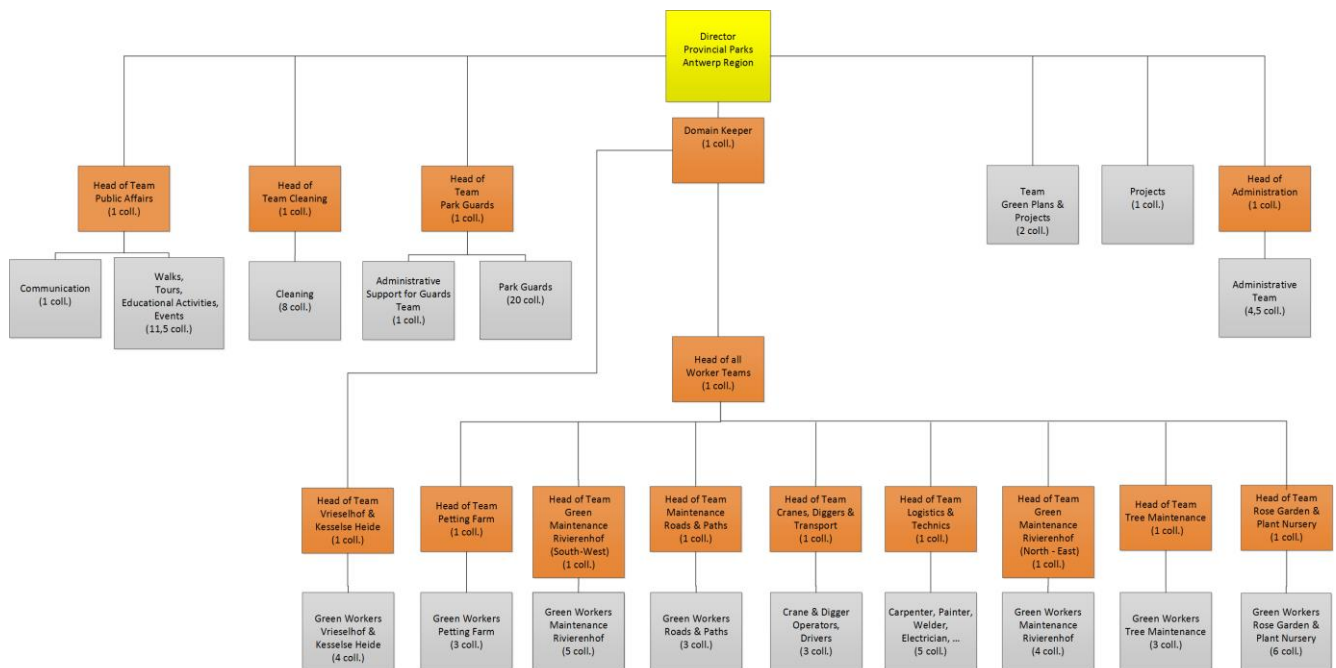 Director
Provincial Parks
Antwerp Region
Domain Keeper
(1 coll.)
Head of Team
Public Affairs
(1 coll.)
Head of
Team Cleaning
(1 coll.)
Head of
Team
Park Guards
(1 coll.)
Team
Green Plans &
Projects
(2 coll.)
Projects
(1 coll.)
Head of
Administration
(1 coll.)
Communication
(1 coll.)
Walks,
Tours,
Educational Activities,
Events
(11,5 coll.)
Cleaning
(8 coll.)
Administrative
Support for Guards
Team
(1 coll.)
Park Guards
(20 coll.)
Administrative
Team
(4,5 coll.)
Head of all
Worker Teams
(1 coll.)
Head of Team
Vrieselhof &
Kesselse Heide
(1 coll.)
Head of Team
Petting Farm
(1 coll.)
Head of Team
Green
Maintenance
Rivierenhof
(South-West)
(1 coll.)
Head of Team
Maintenance
Roads & Paths
(1 coll.)
Head of Team
Cranes, Diggers &
Transport
(1 coll.)
Head of Team
Logistics &
Technics
(1 coll.)
Head of Team
Green
Maintenance
Rivierenhof
(North - East)
(1 coll.)
Head of Team
Tree Maintenance
(1 coll.)
Head of Team
Rose Garden &
Plant Nursery
(1 coll.)
Green Workers
Vrieselhof &
Kesselse Heide
(4 coll.)
Green Workers
Petting Farm
(3 coll.)
Green Workers
Maintenance
Rivierenhof
(5 coll.)
Green Workers
Roads & Paths
(3 coll.)
Crane & Digger
Operators,
Drivers
(3 coll.)
Carpenter, Painter,
Welder,
Electrician, ...
(5 coll.)
Green Workers
Maintenance
Rivierenhof
(4 coll.)
Green Workers
Tree Maintenance
(3 coll.)
Green Workers
Rose Garden &
Plant Nursery
(6 coll.)